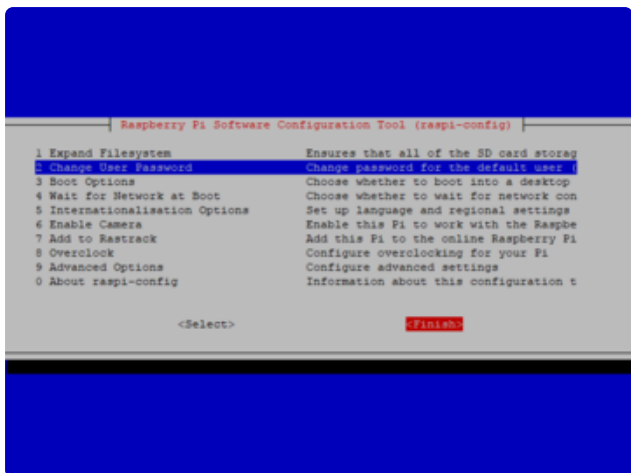 Raspberry Pi Software Configuration Tool (raspi-config)
1 Expand Filesystem Ensures that all of the SD card storag
2 Change User Password Change password for the default user (
3 Boot Options Choose whether to boot into a desktop
4 Wait for Network at Boot Choose whether to wait for network con
5 Internationalisation Options Set up language and regional settings
6 Enable Camera Enable this Pi to work with the Raspbe
7 Add to Rastrack Add this Pi to the online Raspberry Pi
8 Overclock Configure overclocking for your Pi
9 Advanced Options Configure advanced settings
0 About raspi-config Information about this configuration t
<Select> <Finish>